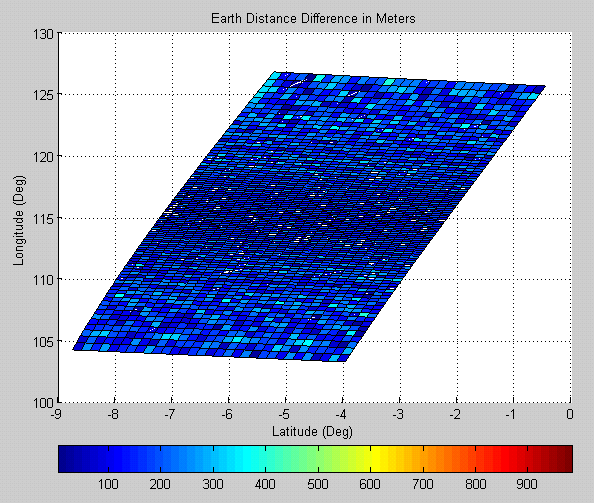 Earth Distance Difference in Meters
130
125
120
115
110
105
100
Longitude (Deg)
-9 -8 -7 -6 -5 -4 -3 -2 -1 0
Latitude (Deg)
100 200 300 400 500 600 700 800 900